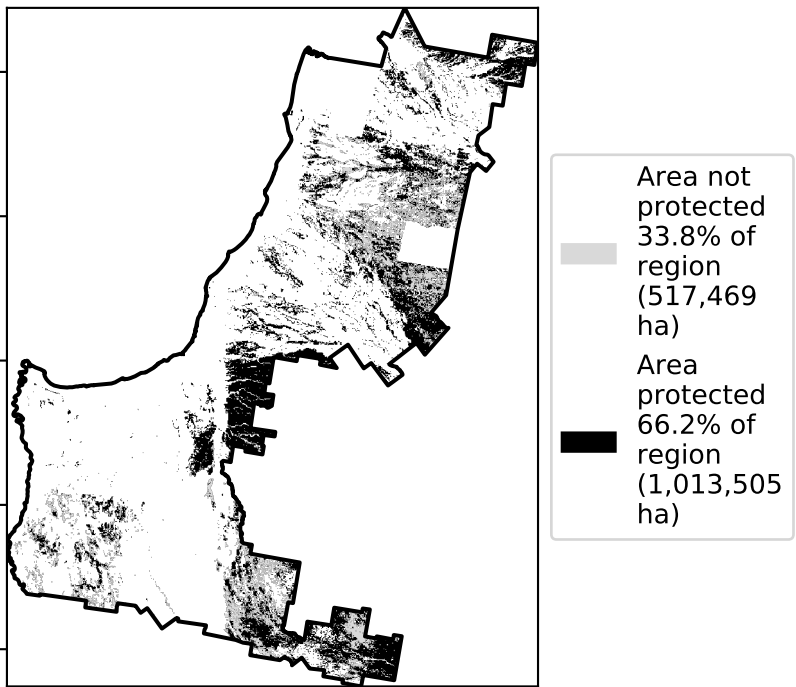 Area not
protected
33.8% of
region
(517,469
ha)
Area
protected
66.2% of
region
(1,013,505
ha)